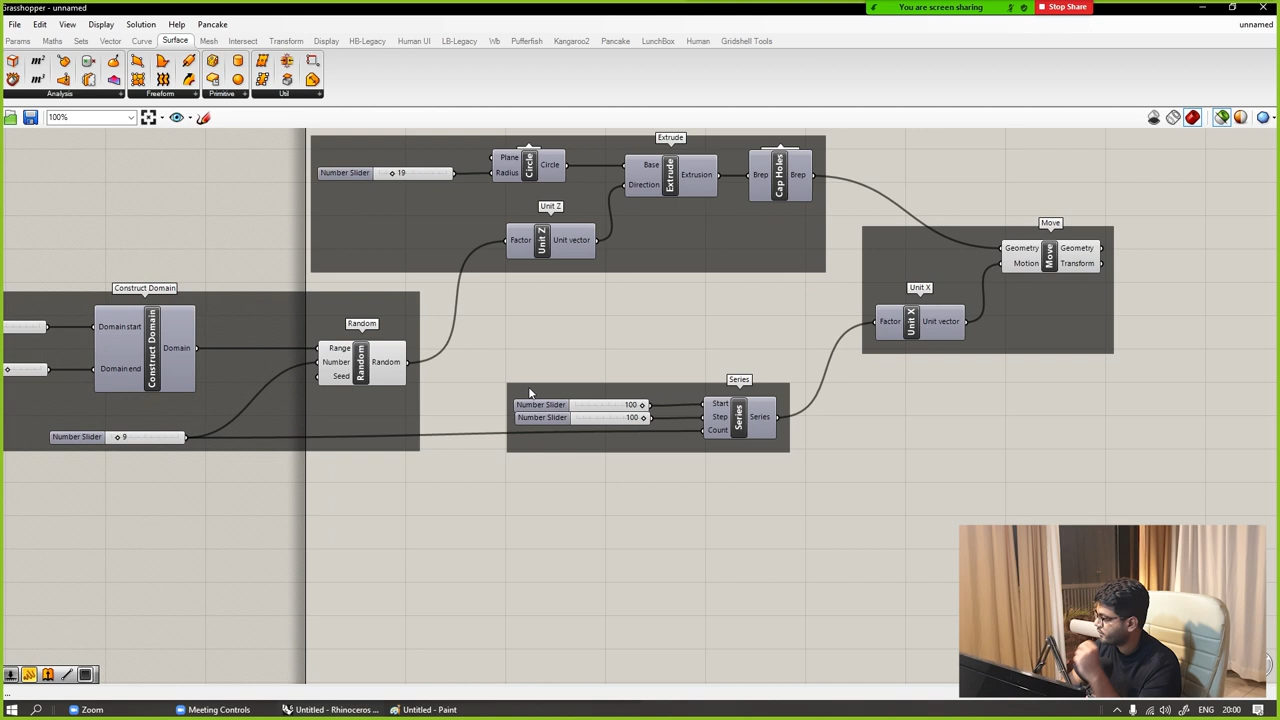 Grasshopper - unnamed
You are screen sharing
Stop Share
File Edit View Display Solution Help Pancake
unnamed
Params Maths Sets Vector Curve Surface Mesh Intersect Transform Display HB-Legacy Human UI LB-Legacy Wb Pufferfish Kangaroo2 Pancake LunchBox Human Gridshell Tools
m²
m³
Analysis Freeform Primitive Util
100%
Extrude
Number Slider 19
Plane
Radius
Circle
Circle
Base
Direction
Extrude
Extrusion
Brep
Cap Holes
Brep
Unit Z
Factor
Unit Z
Unit vector
Move
Geometry
Motion
Move
Geometry
Transform
Unit X
Factor
Unit X
Unit vector
Construct Domain
Domain start
Domain end
Construct Domain
Domain
Random
Range
Number
Seed
Random
Random
Number Slider 9
Series
Number Slider 100
Number Slider 100
Start
Step
Count
Series
Series
...
Zoom
Meeting Controls
Untitled - Rhinoceros ...
Untitled - Paint
ENG
20:00